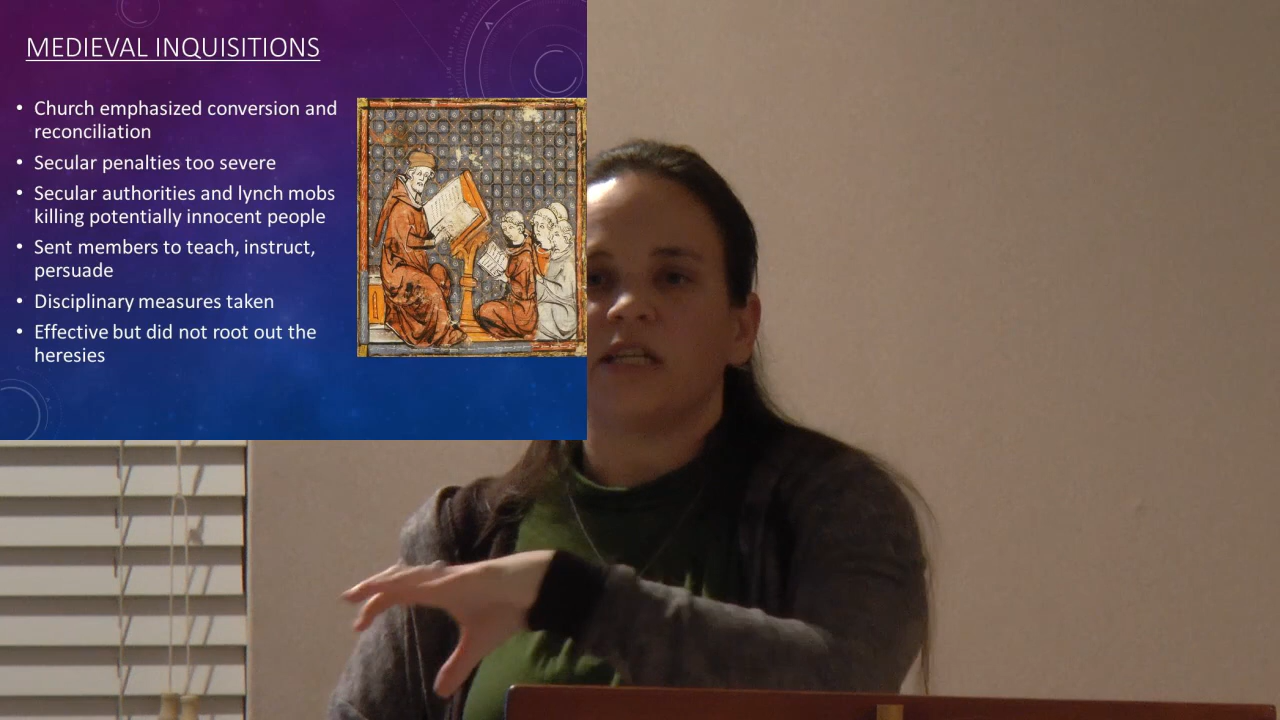 MEDIEVAL INQUISITIONS
• Church emphasized conversion and
reconciliation
• Secular penalties too severe
• Secular authorities and lynch mobs
killing potentially innocent people
• Sent members to teach, instruct,
persuade
• Disciplinary measures taken
• Effective but did not root out the
heresies